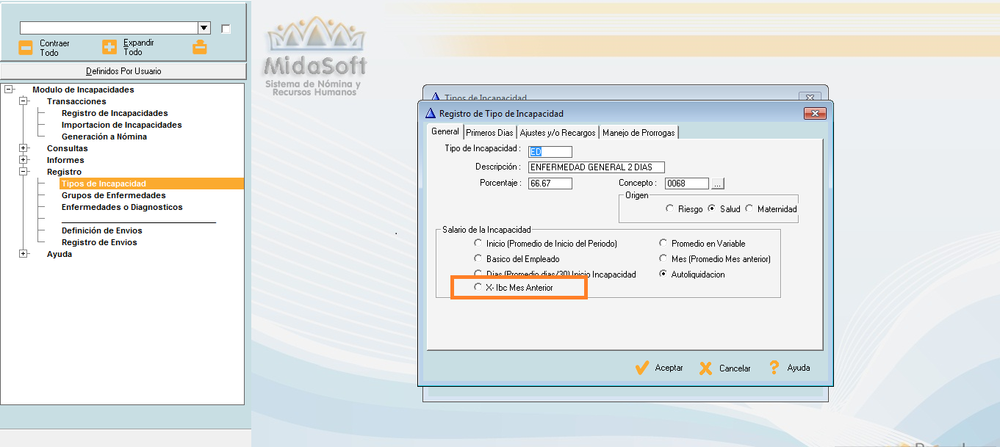 Contraer
Todo
Expandir
Todo
Definidos Por Usuario
Modulo de Incapacidades
Transacciones
Registro de Incapacidades
Importacion de Incapacidades
Generación a Nómina
Consultas
Informes
Registro
Tipos de Incapacidad
Grupos de Enfermedades
Enfermedades o Diagnosticos
Definición de Envios
Registro de Envios
Ayuda
MidaSoft
Sistema de Nómina y
Recursos Humanos
Tipos de Incapacidad
Registro de Tipo de Incapacidad
General Primeros Dias Ajustes y/o Recargos Manejo de Prorrogas
Tipo de Incapacidad : ED
Descripción : ENFERMEDAD GENERAL 2 DIAS
Porcentaje : 66.67 Concepto : 0068 ...
Origen
Riesgo Salud Maternidad
Salario de la Incapacidad
Inicio (Promedio de Inicio del Periodo) Promedio en Variable
Basico del Empleado Mes (Promedio Mes anterior)
Dias (Promedio dias/30) Inicio Incapacidad Autoliquidacion
X- Ibc Mes Anterior
Aceptar Cancelar Ayuda